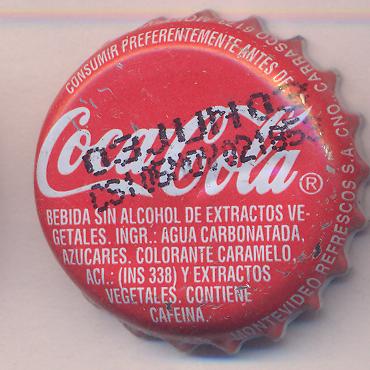 CONSUMIR PREFERENTEMENTE ANTES DE
Coca-Cola®
BEBIDA SIN ALCOHOL DE EXTRACTOS VE-
GETALES. INGR.: AGUA CARBONATADA,
AZUCARES. COLORANTE CARAMELO,
ACI.: (INS 338) Y EXTRACTOS
VEGETALES. CONTIENE
CAFEINA.
MONTEVIDEO REFRESCOS S.A. CNO. CARRASCO